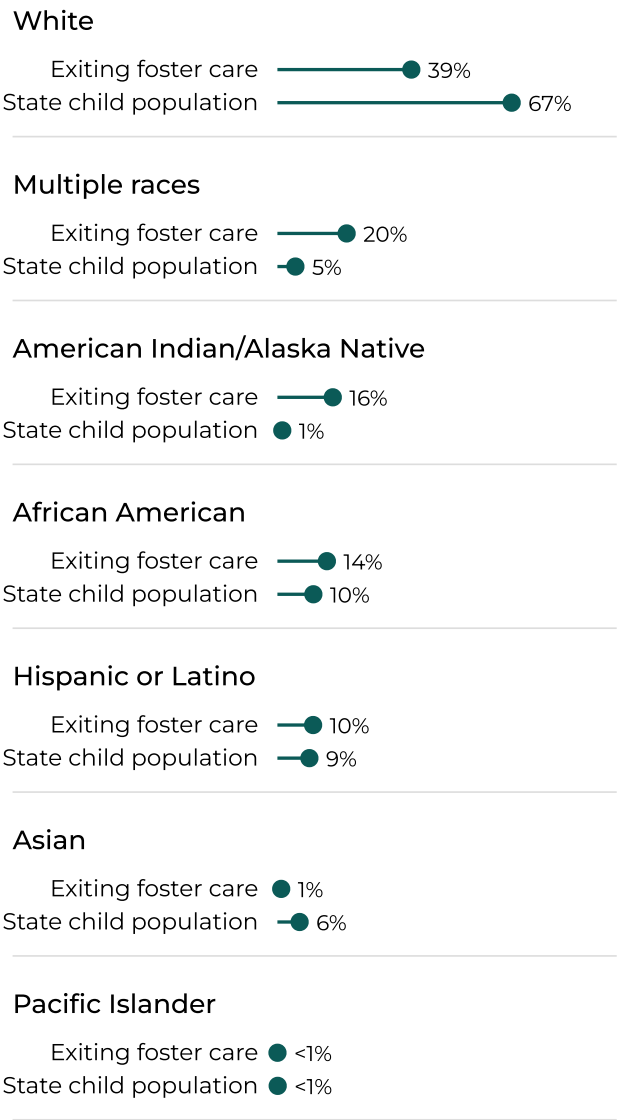 White
Exiting foster care 39%
State child population 67%
Multiple races
Exiting foster care 20%
State child population 5%
American Indian/Alaska Native
Exiting foster care 16%
State child population 1%
African American
Exiting foster care 14%
State child population 10%
Hispanic or Latino
Exiting foster care 10%
State child population 9%
Asian
Exiting foster care 1%
State child population 6%
Pacific Islander
Exiting foster care <1%
State child population <1%